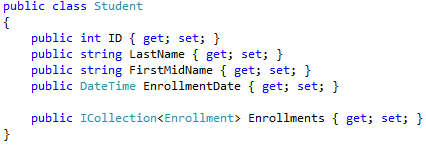 public class Student
{
    public int ID { get; set; }
    public string LastName { get; set; }
    public string FirstMidName { get; set; }
    public DateTime EnrollmentDate { get; set; }

    public ICollection<Enrollment> Enrollments { get; set; }
}